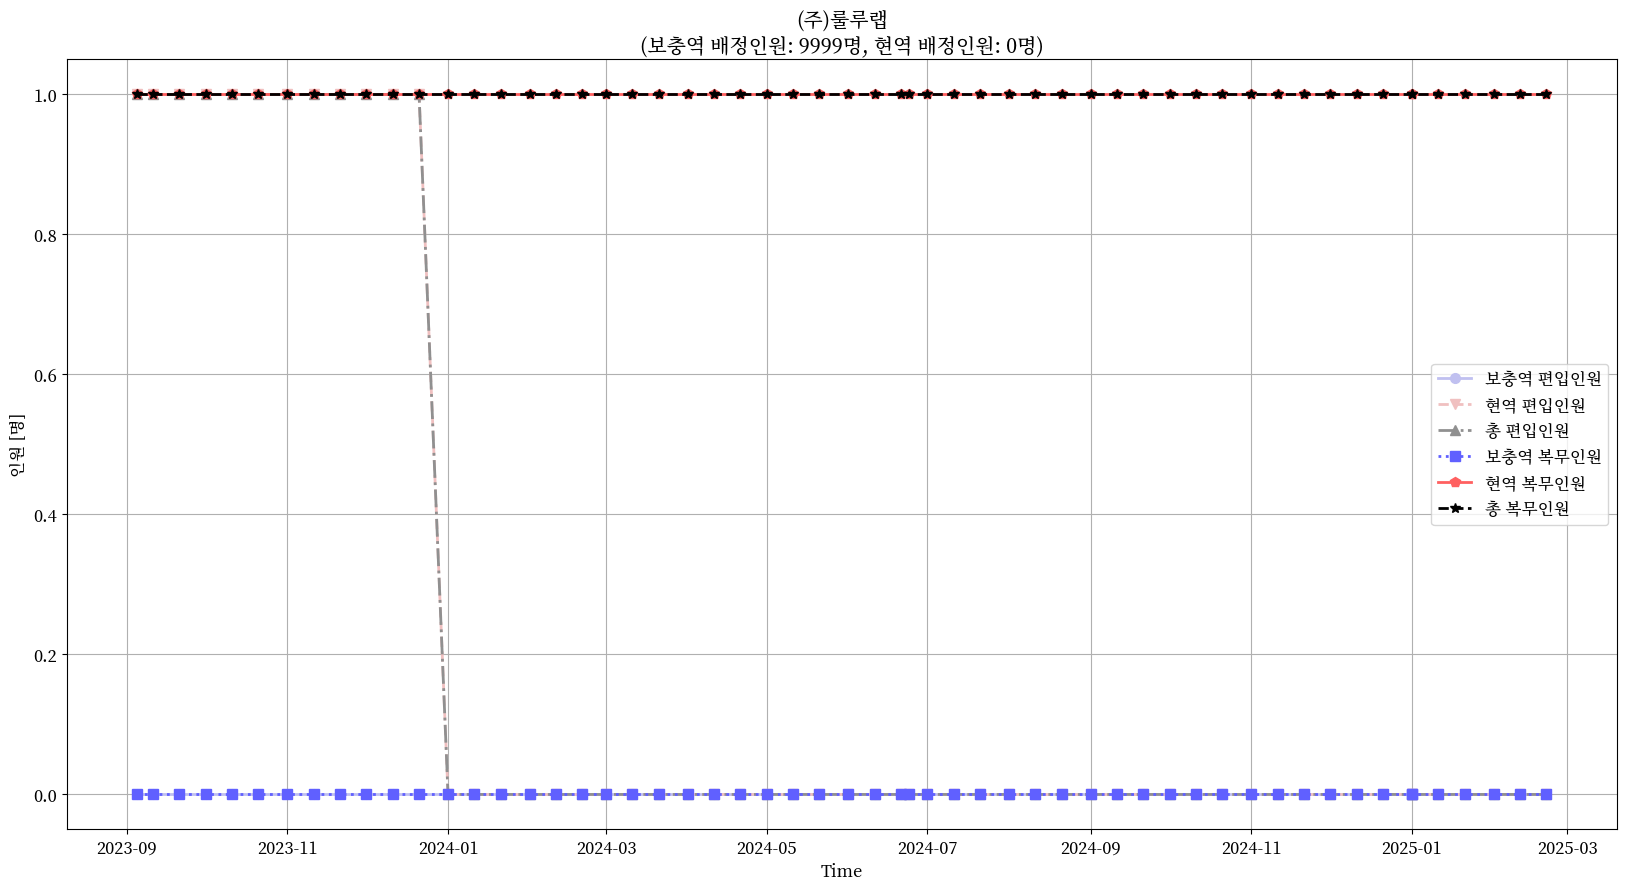 (주)룰루랩
(보충역 배정인원: 9999명, 현역 배정인원: 0명)
1.0
0.8
0.6
0.4
0.2
0.0
인원 [명]
보충역 편입인원
현역 편입인원
총 편입인원
보충역 복무인원
현역 복무인원
총 복무인원
2023-09 2023-11 2024-01 2024-03 2024-05 2024-07 2024-09 2024-11 2025-01 2025-03
Time